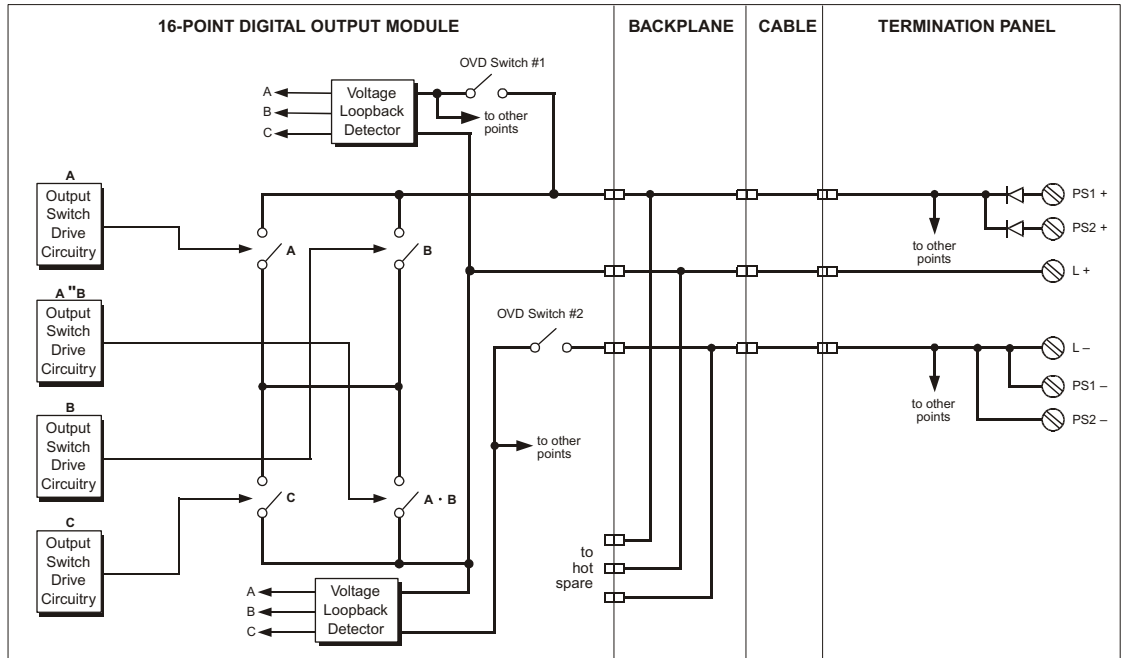 16-POINT DIGITAL OUTPUT MODULE
BACKPLANE
CABLE
TERMINATION PANEL
OVD Switch #1
A
B
C
Voltage
Loopback
Detector
to other
points
A
Output
Switch
Drive
Circuitry
A
B
PS1 +
PS2 +
to other
points
L +
A "B
Output
Switch
Drive
Circuitry
OVD Switch #2
L –
PS1 –
PS2 –
to other
points
B
Output
Switch
Drive
Circuitry
to other
points
C
A · B
C
Output
Switch
Drive
Circuitry
to
hot
spare
A
B
C
Voltage
Loopback
Detector